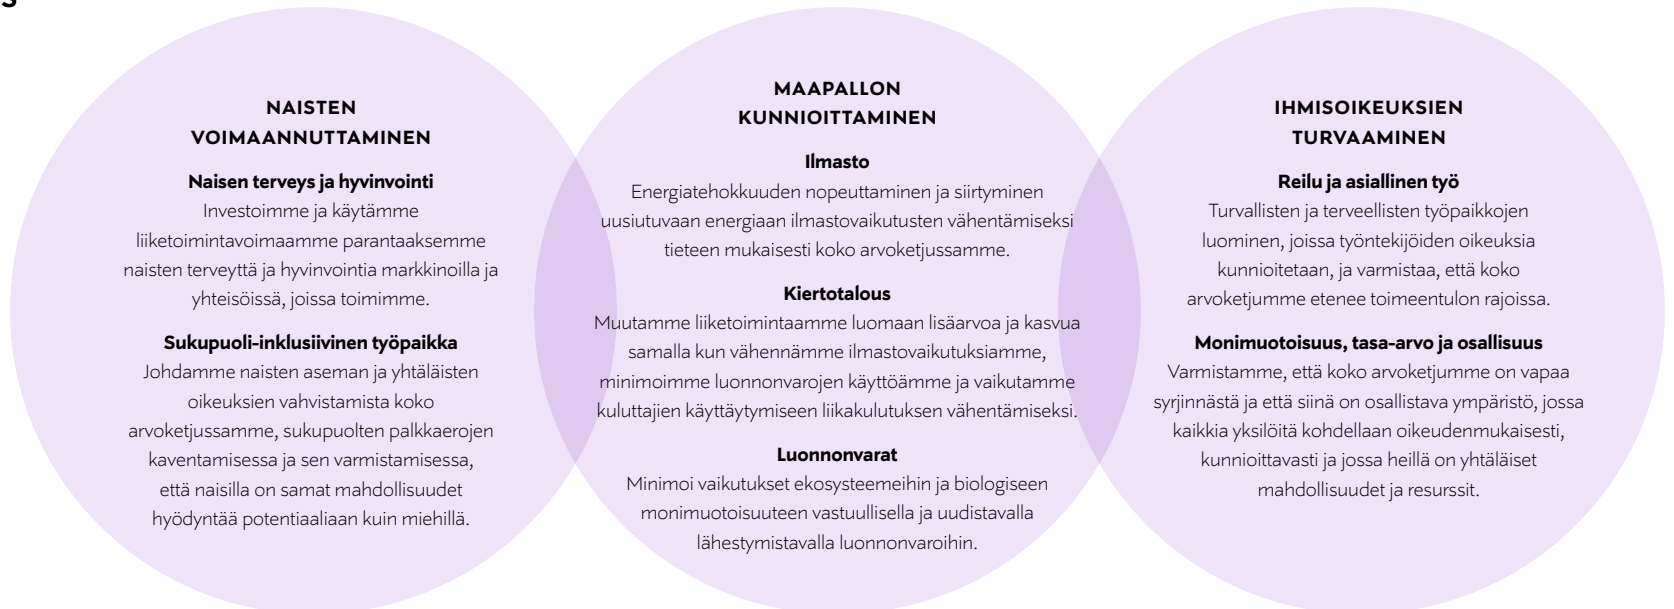 NAISTEN
VOIMAANNUTTAMINEN
Naisen terveys ja hyvinvointi
Investoimme ja käytämme
liiketoimintavoimaamme parantaaksemme
naisten terveyttä ja hyvinvointia markkinoilla ja
yhteisöissä, joissa toimimme.
Sukupuoli-inklusiivinen työpaikka
Johdamme naisten aseman ja yhtäläisten
oikeuksien vahvistamista koko
arvoketjussamme, sukupuolten palkkaerojen
kaventamisessa ja sen varmistamisessa,
että naisilla on samat mahdollisuudet
hyödyntää potentiaaliaan kuin miehillä.
MAAPALLON
KUNNIOITTAMINEN
Ilmasto
Energiatehokkuuden nopeuttaminen ja siirtyminen
uusiutuvaan energiaan ilmastovaikutusten vähentämiseksi
tieteen mukaisesti koko arvoketjussamme.
Kiertotalous
Muutamme liiketoimintaamme luomaan lisäarvoa ja kasvua
samalla kun vähennämme ilmastovaikutuksiamme,
minimoimme luonnonvarojen käyttöämme ja vaikutamme
kuluttajien käyttäytymiseen liikakulutuksen vähentämiseksi.
Luonnonvarat
Minimoi vaikutukset ekosysteemeihin ja biologiseen
monimuotoisuuteen vastuullisella ja uudistavalla
lähestymistavalla luonnonvaroihin.
IHMISOIKEUKSIEN
TURVAAMINEN
Reilu ja asiallinen työ
Turvallisten ja terveellisten työpaikkojen
luominen, joissa työntekijöiden oikeuksia
kunnioitetaan, ja varmistaa, että koko
arvoketjumme etenee toimeentulon rajoissa.
Monimuotoisuus, tasa-arvo ja osallisuus
Varmistamme, että koko arvoketjumme on vapaa
syrjinnästä ja että siinä on osallistava ympäristö, jossa
kaikkia yksilöitä kohdellaan oikeudenmukaisesti,
kunnioittavasti ja jossa heillä on yhtäläiset
mahdollisuudet ja resurssit.